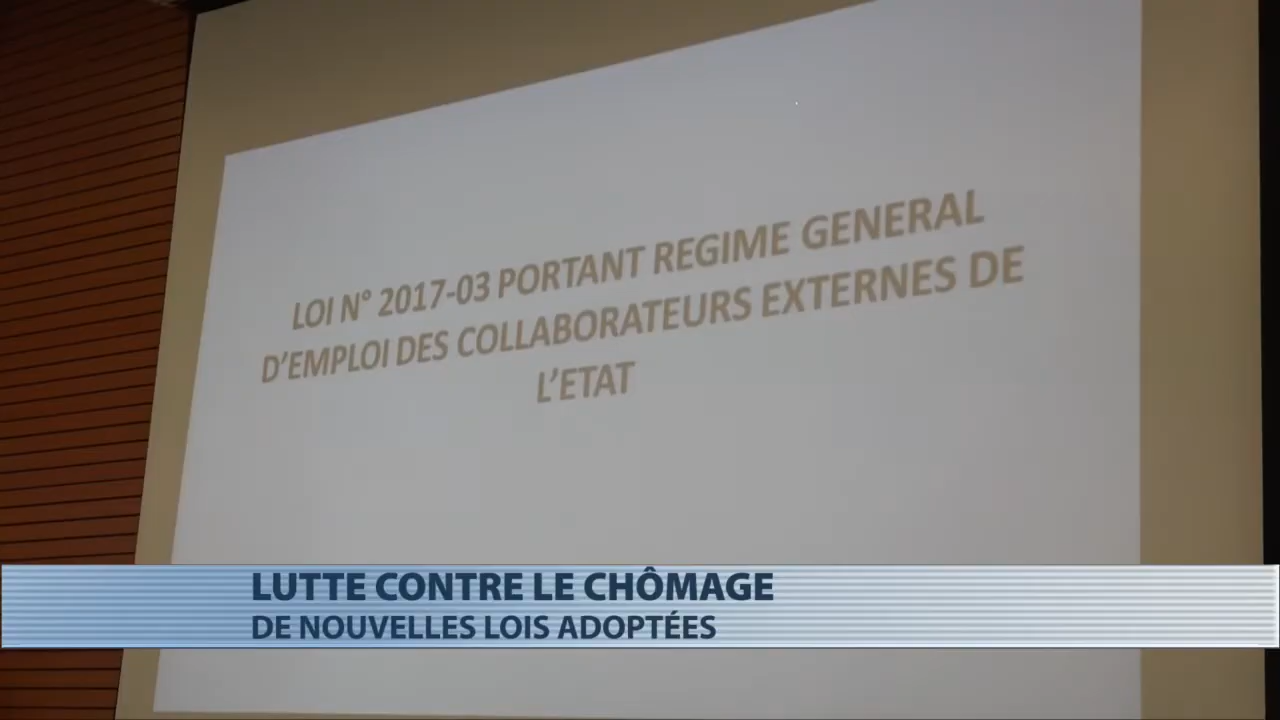 LOI N° 2017-03 PORTANT REGIME GENERAL
D'EMPLOI DES COLLABORATEURS EXTERNES DE
L'ETAT
LUTTE CONTRE LE CHÔMAGE
DE NOUVELLES LOIS ADOPTÉES